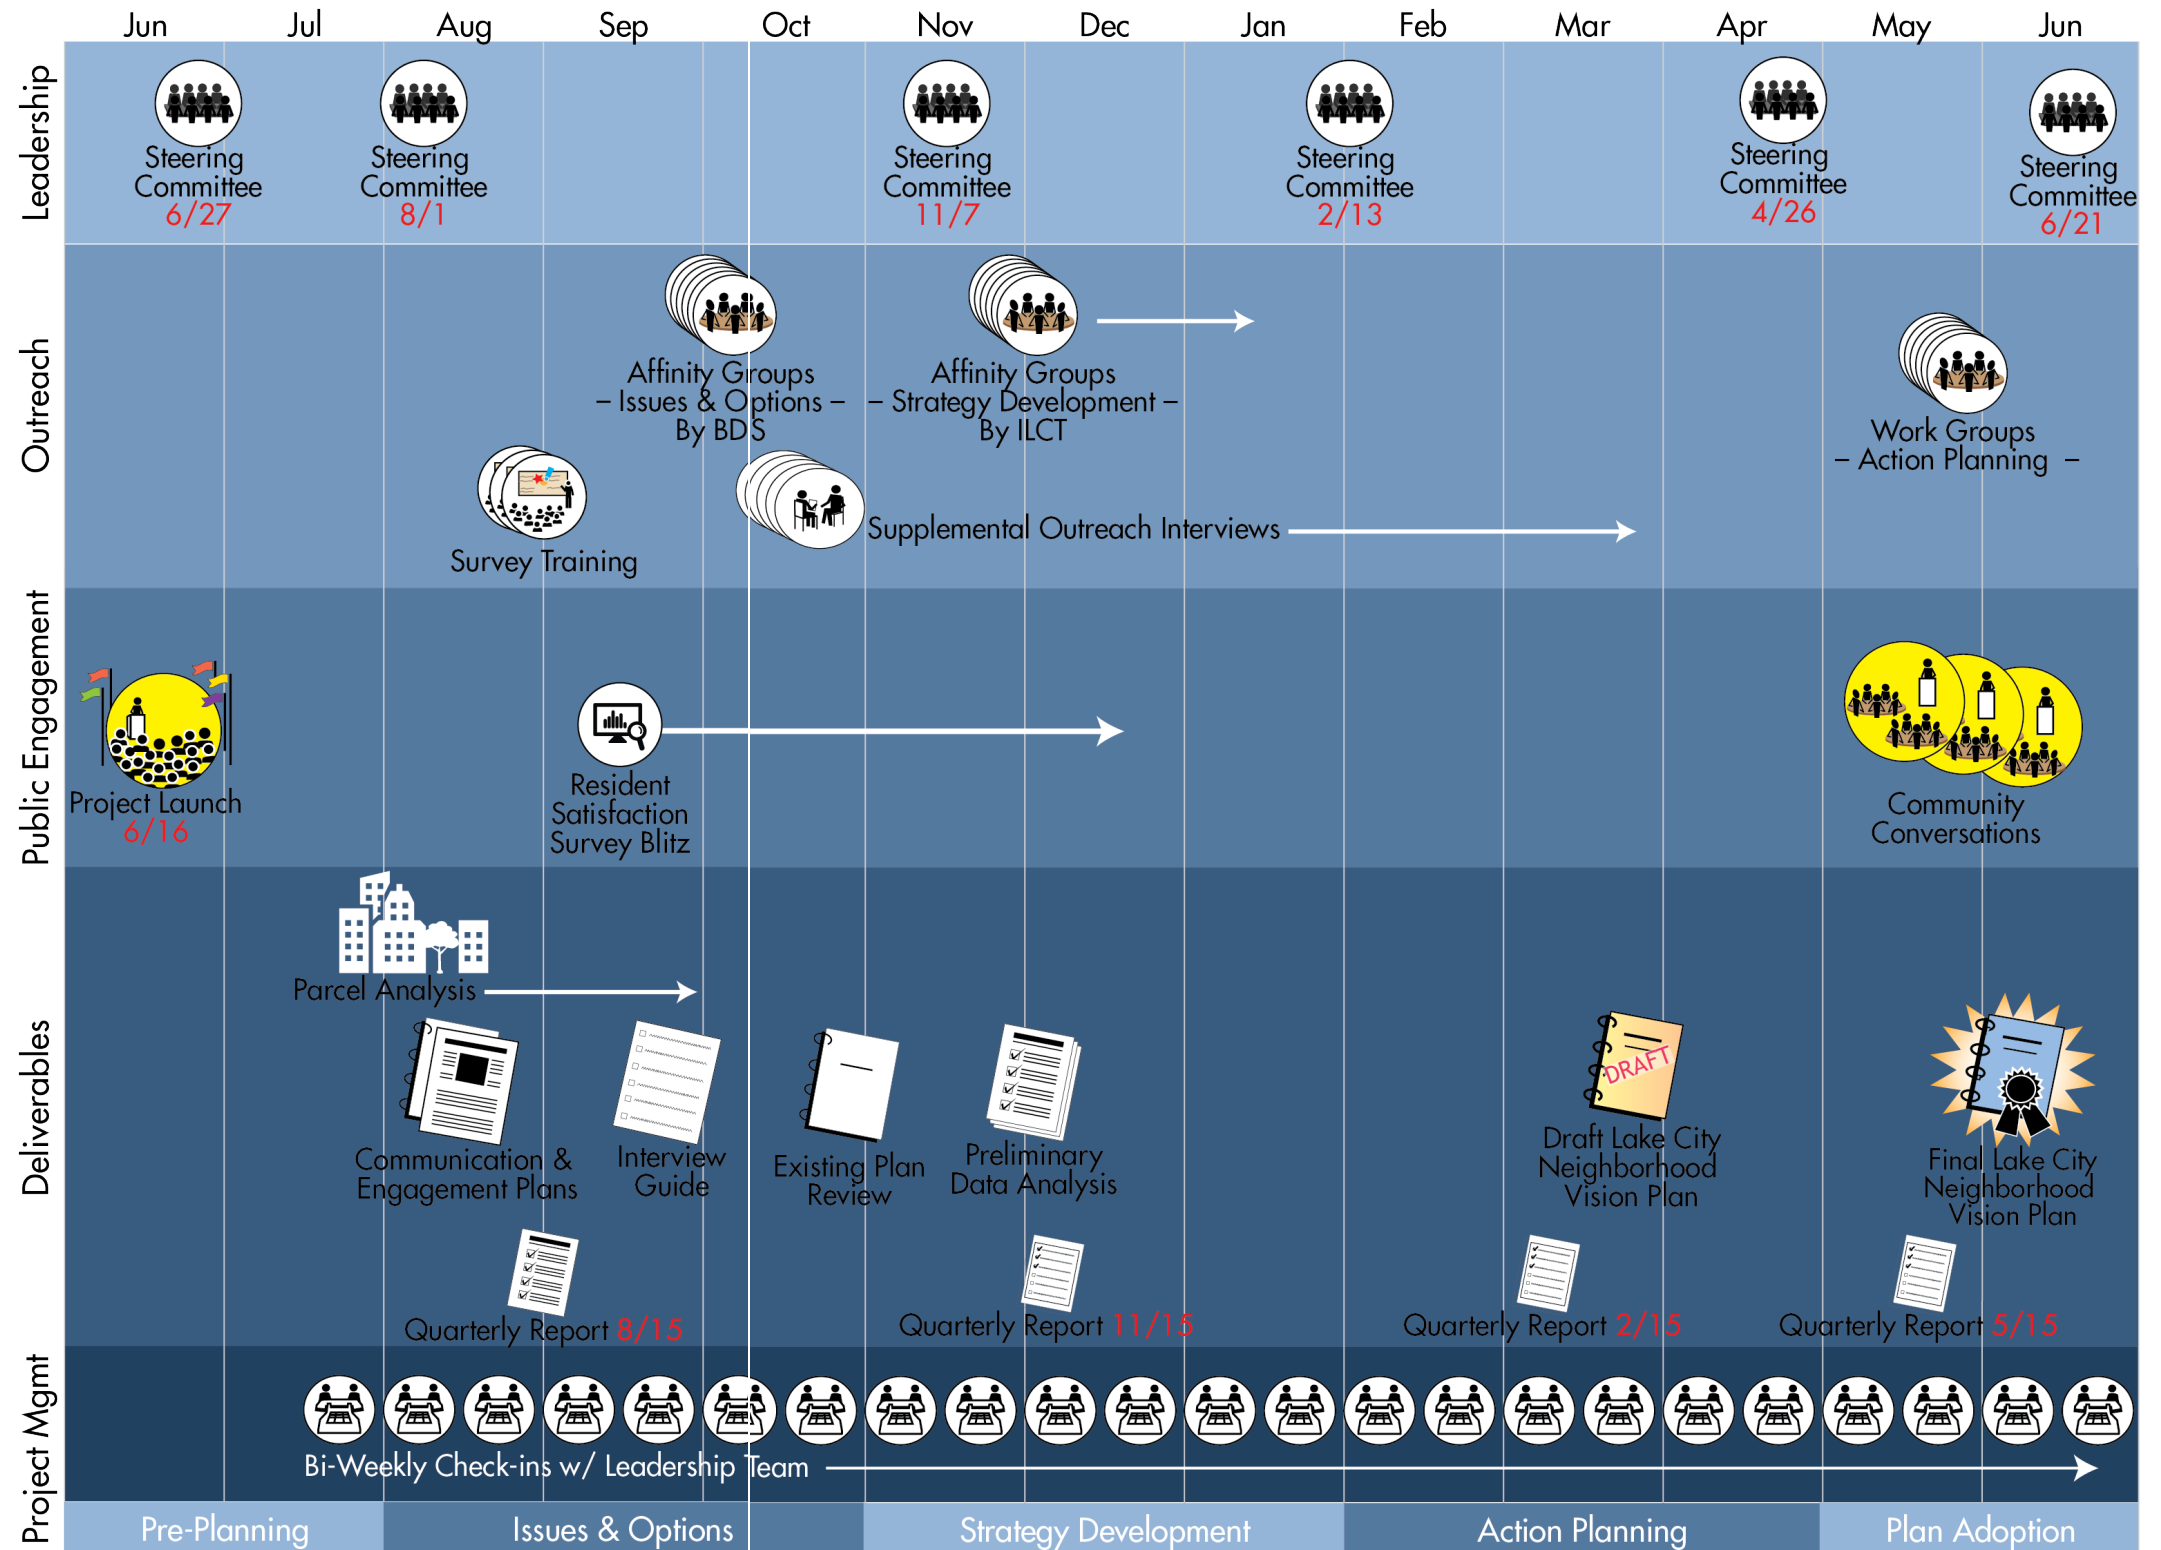 Jun Jul Aug Sep Oct Nov Dec Jan Feb Mar Apr May Jun
Leadership
Steering
Committee
6/27
Steering
Committee
8/1
Steering
Committee
11/7
Steering
Committee
2/13
Steering
Committee
4/26
Steering
Committee
6/21
Outreach
Affinity Groups
– Issues & Options –
By BDS
Affinity Groups
– Strategy Development –
By ILCT
Work Groups
– Action Planning –
Supplemental Outreach Interviews
Survey Training
Public Engagement
Project Launch
6/16
Resident
Satisfaction
Survey Blitz
Community
Conversations
Deliverables
Parcel Analysis
Communication &
Engagement Plans
Interview
Guide
Existing Plan
Review
Preliminary
Data Analysis
DRAFT
Draft Lake City
Neighborhood
Vision Plan
Final Lake City
Neighborhood
Vision Plan
Quarterly Report 8/15
Quarterly Report 11/15
Quarterly Report 2/15
Quarterly Report 5/15
Project Mgmt
Bi-Weekly Check-ins w/ Leadership Team
Pre-Planning
Issues & Options
Strategy Development
Action Planning
Plan Adoption